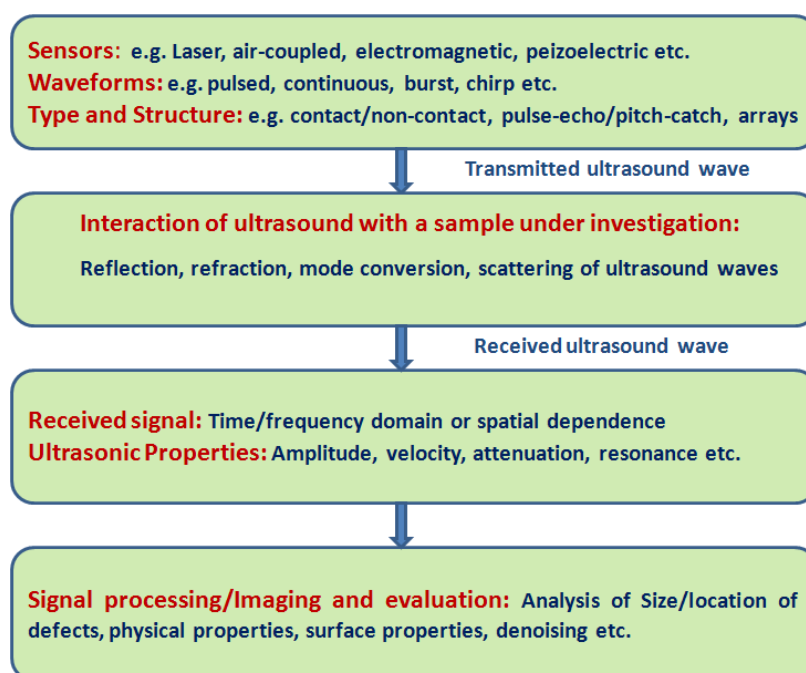 Sensors: e.g. Laser, air-coupled, electromagnetic, peizoelectric etc.
Waveforms: e.g. pulsed, continuous, burst, chirp etc.
Type and Structure: e.g. contact/non-contact, pulse-echo/pitch-catch, arrays
Transmitted ultrasound wave
Interaction of ultrasound with a sample under investigation:
Reflection, refraction, mode conversion, scattering of ultrasound waves
Received ultrasound wave
Received signal: Time/frequency domain or spatial dependence
Ultrasonic Properties: Amplitude, velocity, attenuation, resonance etc.
Signal processing/Imaging and evaluation: Analysis of Size/location of
defects, physical properties, surface properties, denoising etc.